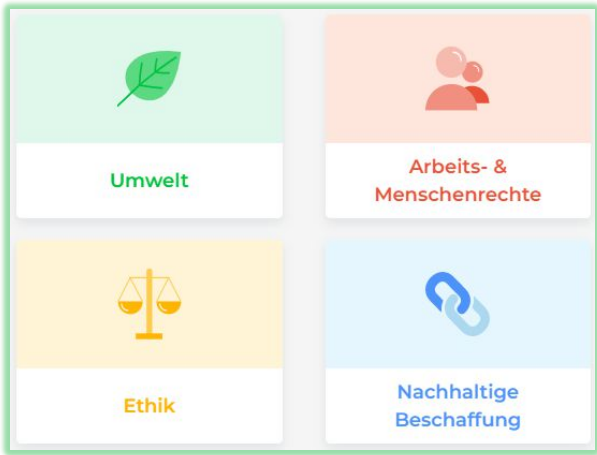 Umwelt
Arbeits- &
Menschenrechte
Ethik
Nachhaltige
Beschaffung